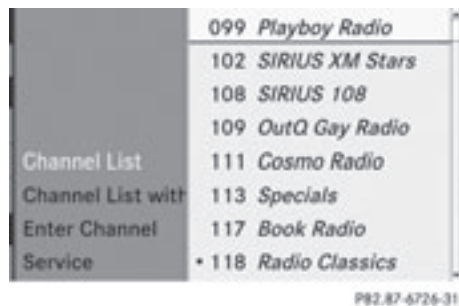 099 Playboy Radio
102 SIRIUS XM Stars
108 SIRIUS 108
109 OutQ Gay Radio
Channel List 111 Cosmo Radio
Channel List with 113 Specials
Enter Channel 117 Book Radio
Service • 118 Radio Classics
P82.87-6726-31